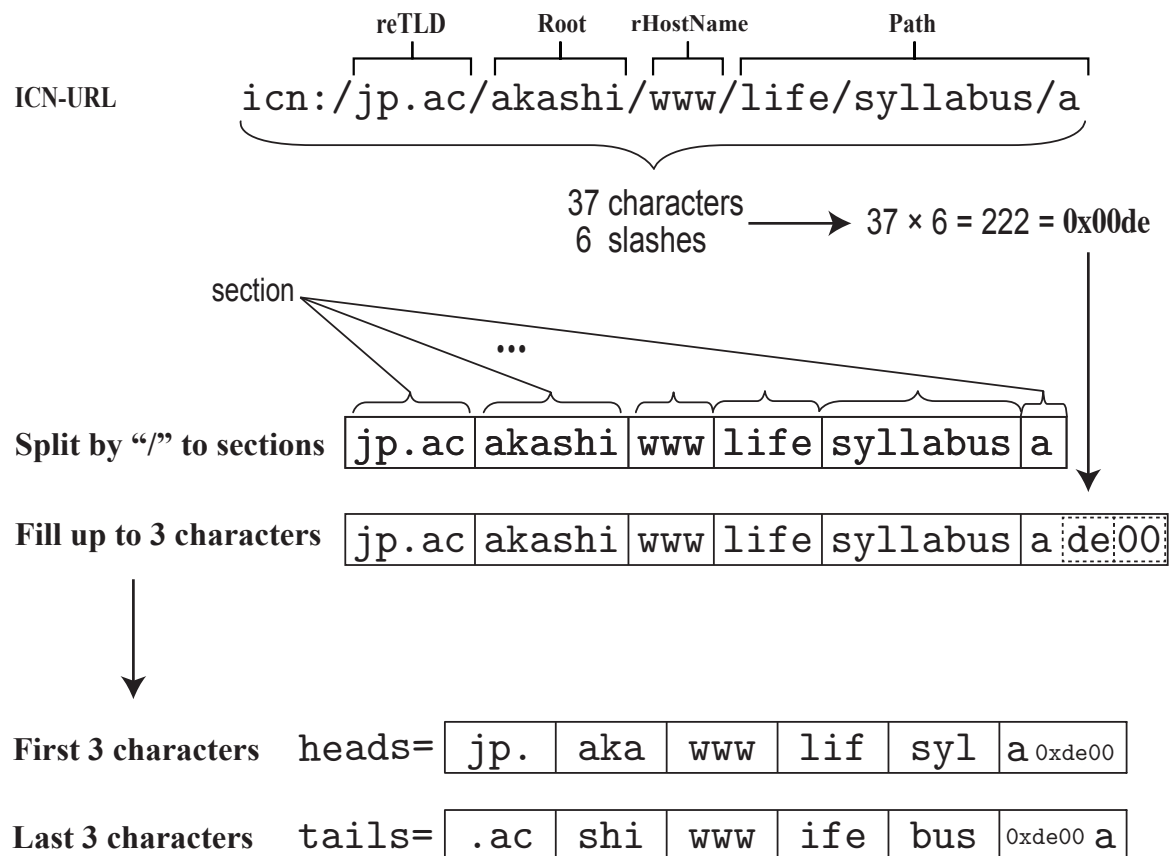 reTLD Root rHostName Path
ICN-URL icn:/jp.ac/akashi/www/life/syllabus/a
37 characters
6 slashes
37 × 6 = 222 = 0x00de
section
...
Split by “/” to sections jp.ac akashi www life syllabus a
Fill up to 3 characters jp.ac akashi www life syllabus a de 00
First 3 characters heads= jp. aka www lif syl a 0xde00
Last 3 characters tails= .ac shi www ife bus 0xde00 a